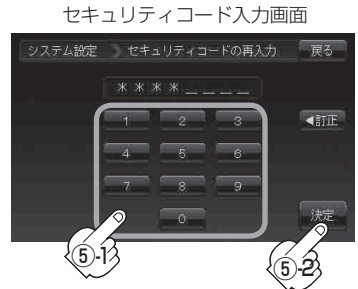 セキュリティコード入力画面
システム設定 セキュリティコードの再入力 戻る
＊＊＊＊＿＿＿＿
1 2 3 ◀訂正
4 5 6
7 8 9
0 決定
⑤-1 ⑤-2